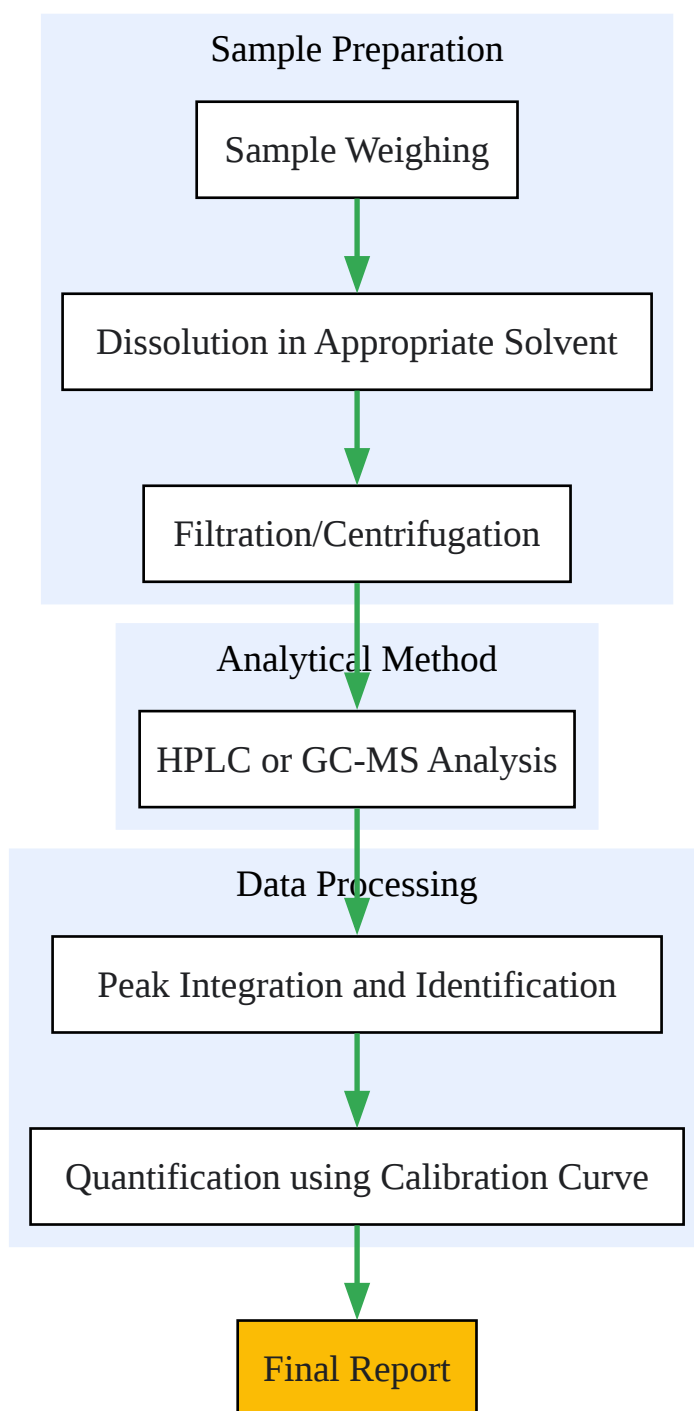 Sample Preparation
Sample Weighing
Dissolution in Appropriate Solvent
Filtration/Centrifugation
Analytical Method
HPLC or GC-MS Analysis
Data Processing
Peak Integration and Identification
Quantification using Calibration Curve
Final Report